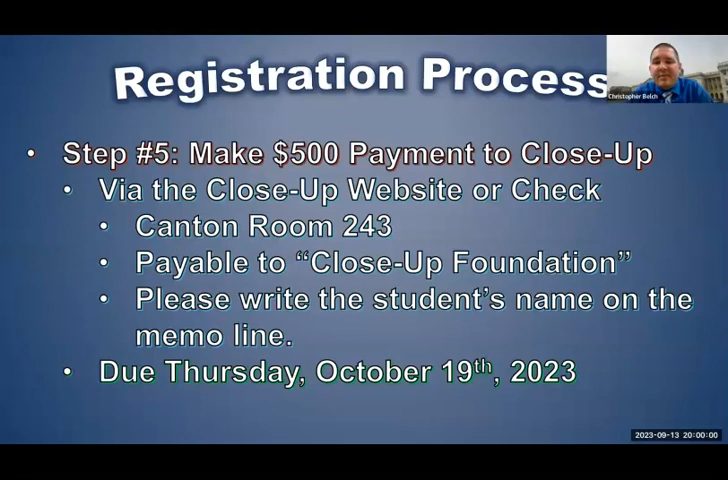 Registration Process
Christopher Belch
• Step #5: Make $500 Payment to Close-Up
• Via the Close-Up Website or Check
• Canton Room 243
• Payable to “Close-Up Foundation”
• Please write the student’s name on the
memo line.
• Due Thursday, October 19th, 2023
2023-09-13 20:00:00